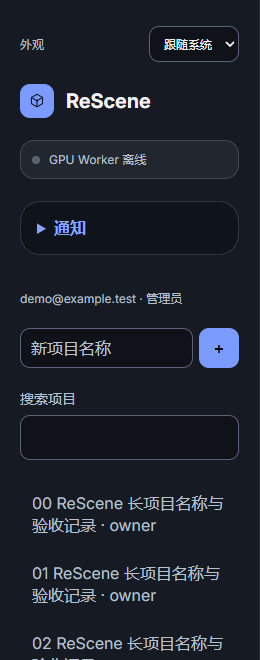 外观
跟随系统
ReScene
GPU Worker 离线
通知
demo@example.test · 管理员
新项目名称
+
搜索项目
00 ReScene 长项目名称与
验收记录 · owner
01 ReScene 长项目名称与
验收记录 · owner
02 ReScene 长项目名称与